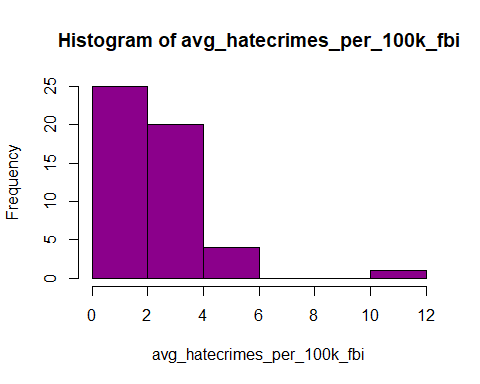 Histogram of avg_hatecrimes_per_100k_fbi
Frequency
25
20
15
10
5
0
0 2 4 6 8 10 12
avg_hatecrimes_per_100k_fbi